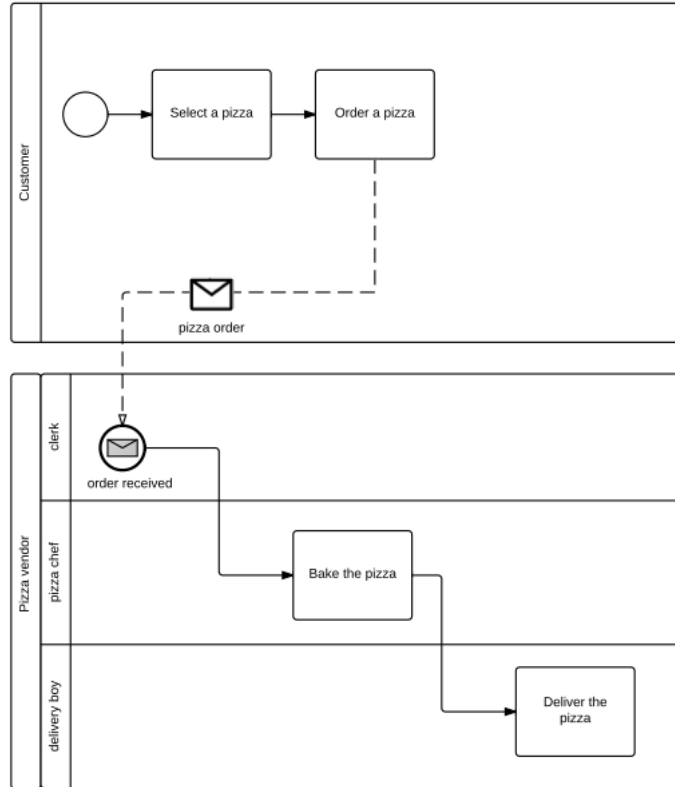 Customer
Select a pizza
Order a pizza
pizza order
Pizza vendor
clerk
order received
pizza chef
Bake the pizza
delivery boy
Deliver the
pizza